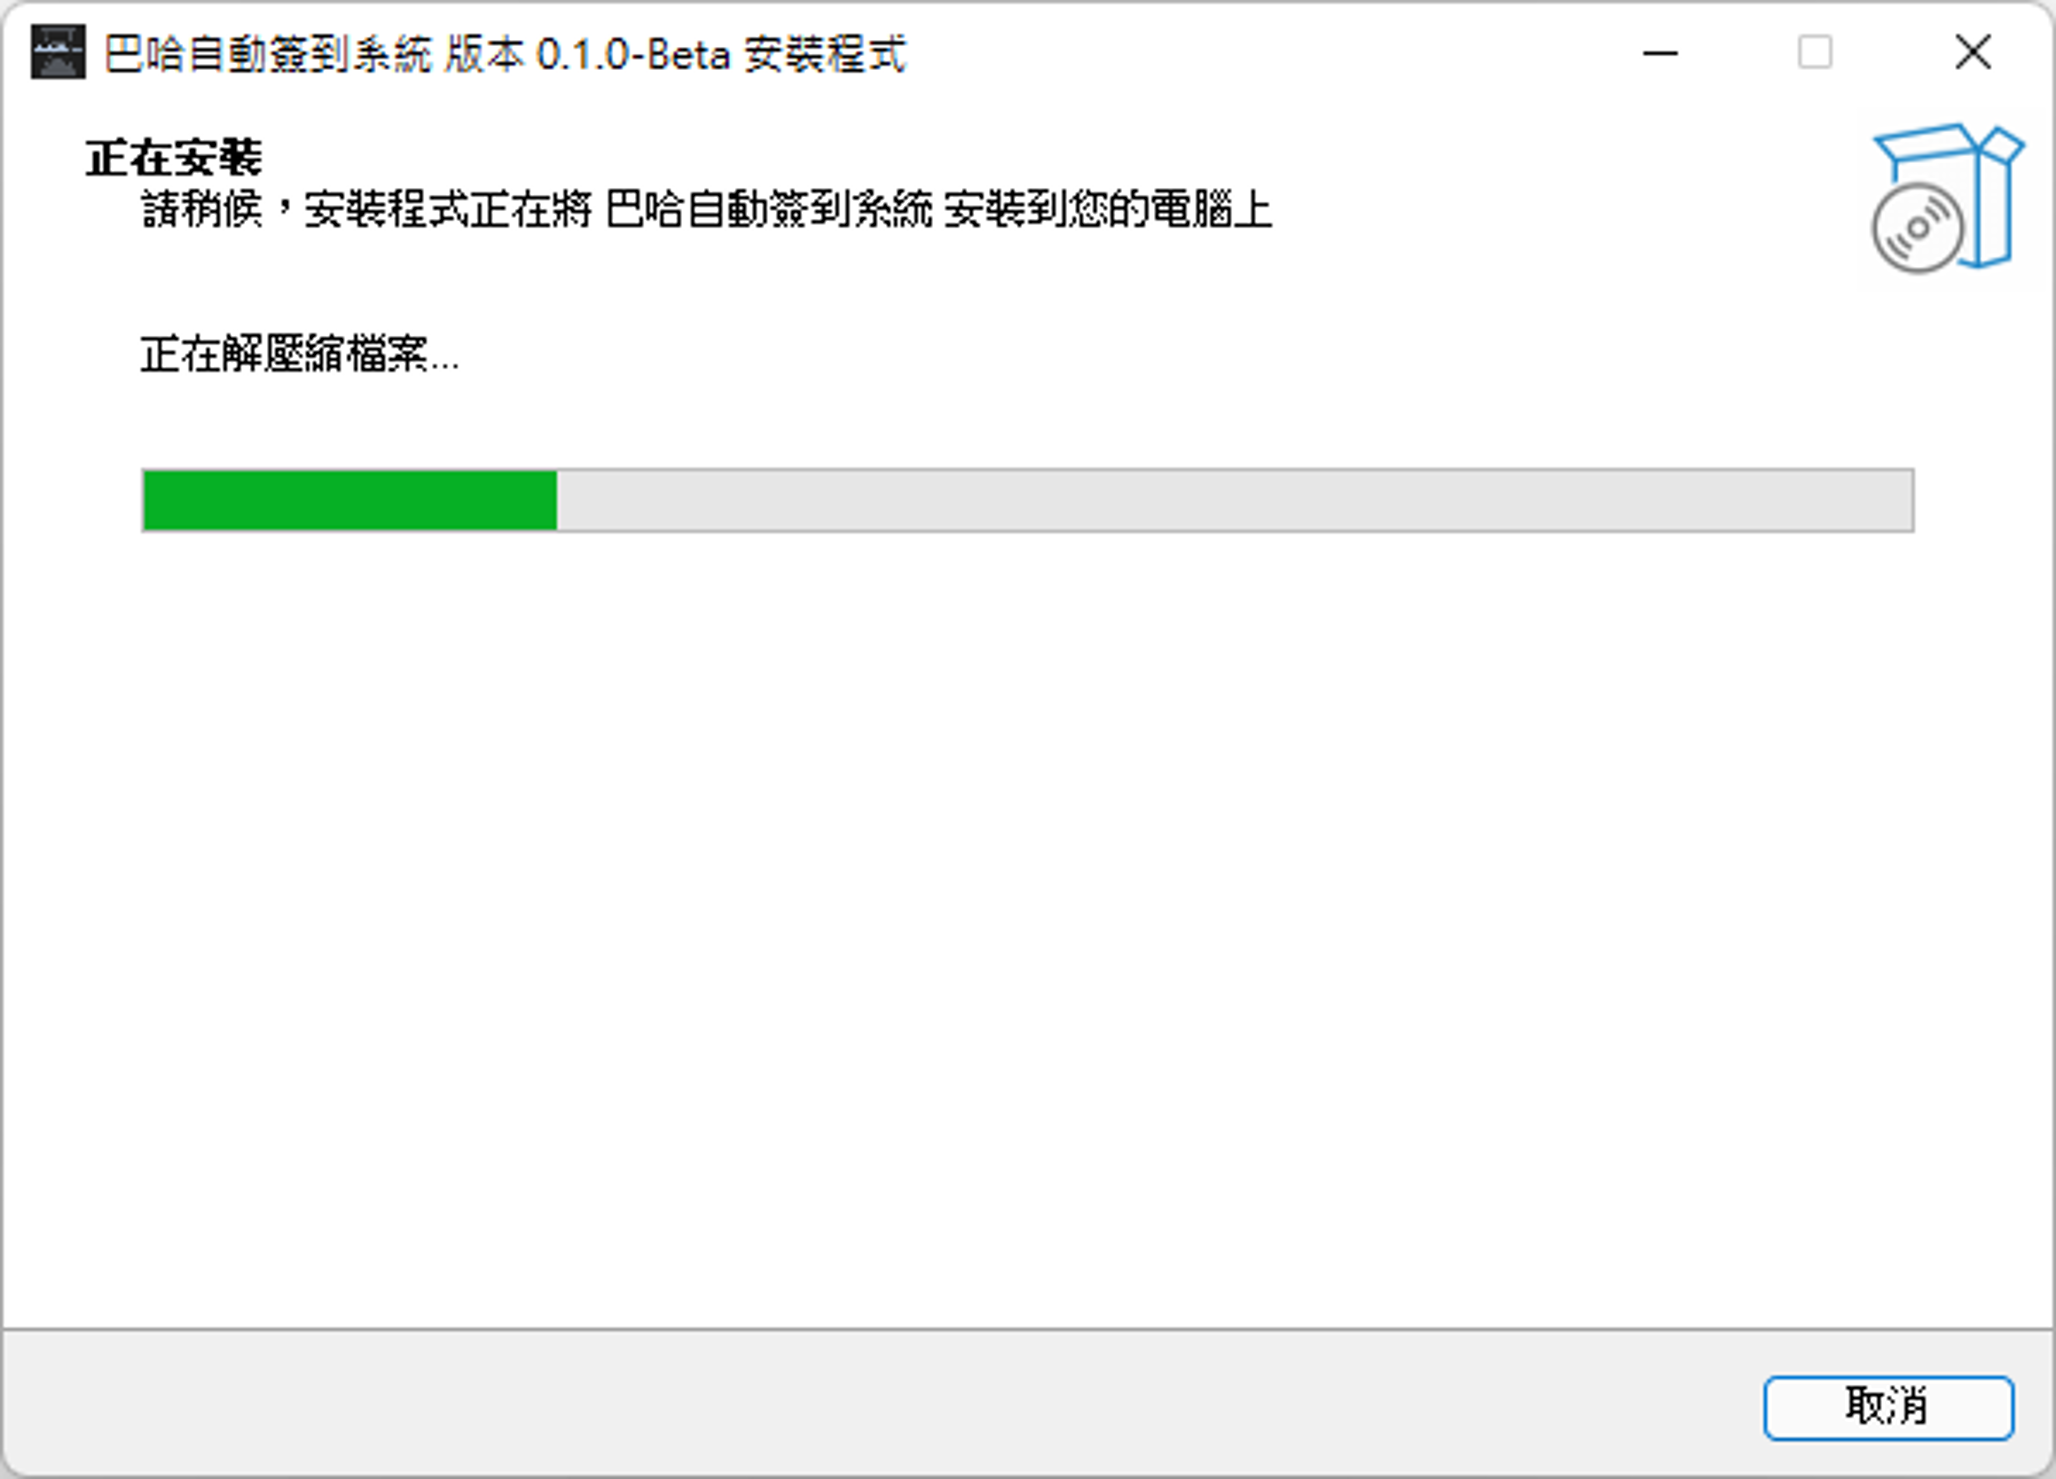 巴哈自動簽到系統 版本 0.1.0-Beta 安裝程式
正在安裝
請稍候，安裝程式正在將 巴哈自動簽到系統 安裝到您的電腦上
正在解壓縮檔案...
取消